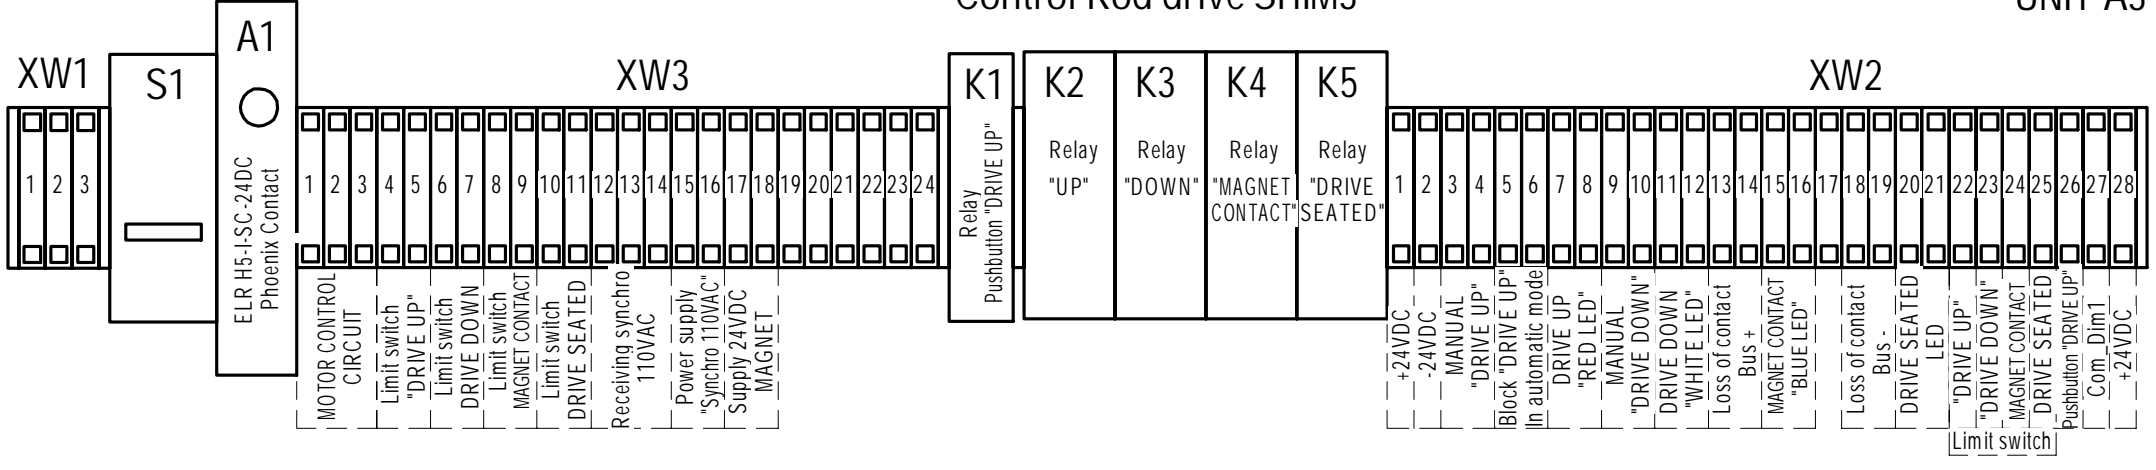 Control Rod drive SHIM3
UNIT A3
XW1
1 2 3
S1
A1
ELR H5-I-SC-24DC
Phoenix Contact
XW3
1 2 3 4 5 6 7 8 9 10 11 12 13 14 15 16 17 18 19 20 21 22 23 24
MOTOR CONTROL
CIRCUIT
Limit switch
"DRIVE UP"
Limit switch
DRIVE DOWN
Limit switch
MAGNET CONTACT
Limit switch
DRIVE SEATED
Receiving synchro
110VAC
Power supply
"Synchro 110VAC"
Supply 24VDC
MAGNET
K1
Relay
Pushbutton "DRIVE UP"
K2
Relay
"UP"
K3
Relay
"DOWN"
K4
Relay
"MAGNET
CONTACT"
K5
Relay
"DRIVE
SEATED"
XW2
1 2 3 4 5 6 7 8 9 10 11 12 13 14 15 16 17 18 19 20 21 22 23 24 25 26 27 28
+24VDC
-24VDC
MANUAL
"DRIVE UP"
Block "DRIVE UP"
In automatic mode
DRIVE UP
"RED LED"
MANUAL
"DRIVE DOWN"
DRIVE DOWN
"WHITE LED"
Loss of contact
Bus +
MAGNET CONTACT
"BLUE LED"
Loss of contact
Bus -
DRIVE SEATED
LED
"DRIVE UP"
"DRIVE DOWN"
MAGNET CONTACT
DRIVE SEATED
Pushbutton "DRIVE UP"
Com_Dim1
+24VDC
Limit switch